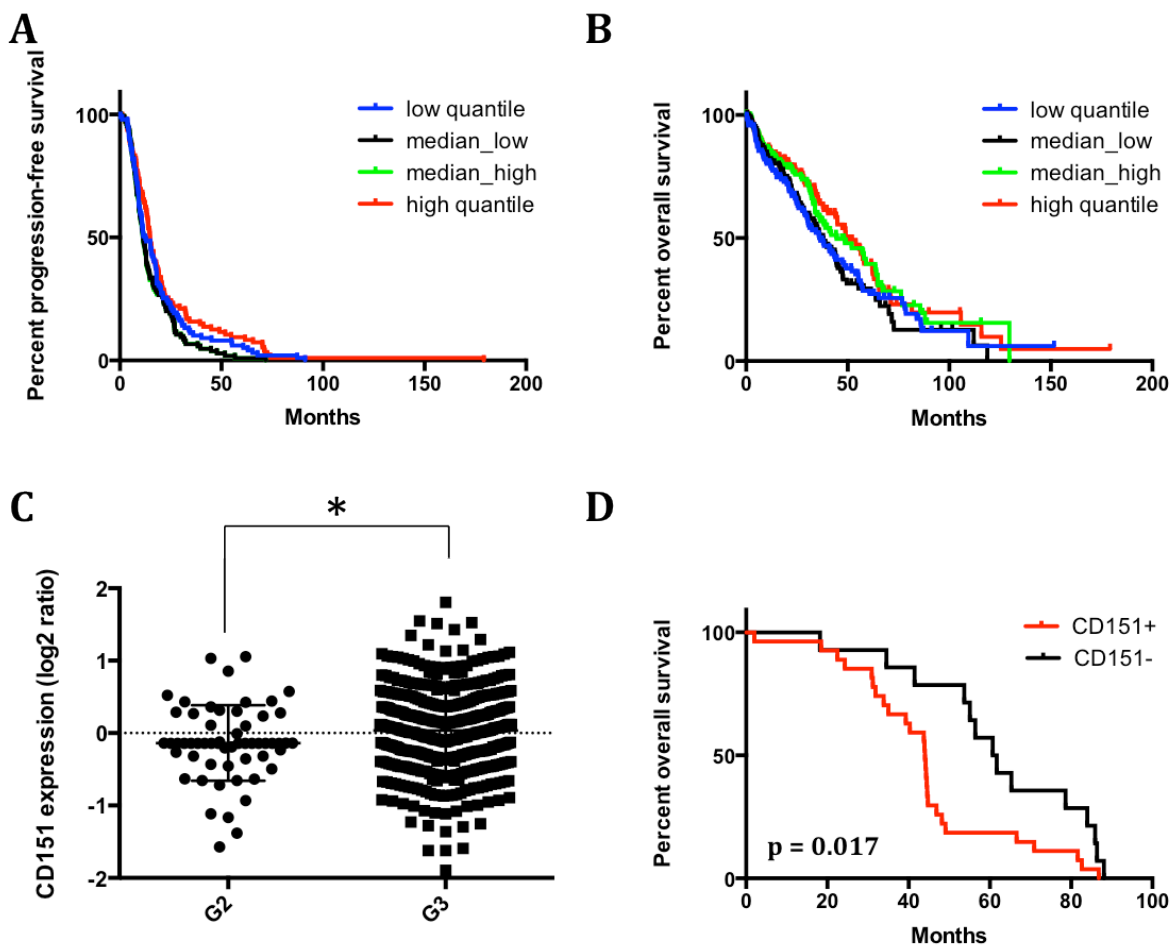 A
Percent progression-free survival
100
50
0
0 50 100 150 200
Months
low quantile
median_low
median_high
high quantile
B
Percent overall survival
100
50
0
0 50 100 150 200
Months
low quantile
median_low
median_high
high quantile
C
*
CD151 expression (log2 ratio)
2
1
0
-1
-2
G2 G3
D
Percent overall survival
100
50
0
0 20 40 60 80 100
Months
CD151+
CD151-
p = 0.017